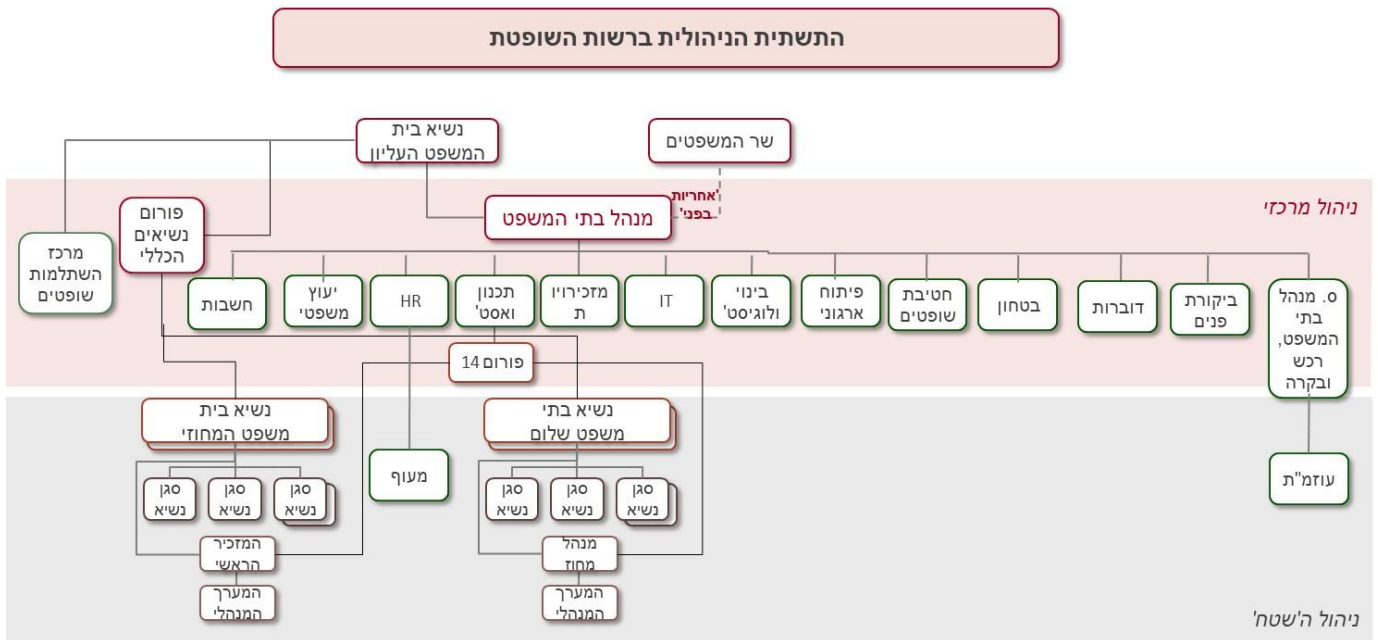 התשתית הניהולית ברשות השופטת
נשיא בית
המשפט העליון
שר המשפטים
'אחריות
בפני'
ניהול מרכזי
מנהל בתי המשפט
פורום
נשיאים
הכללי
מרכז
השתלמות
שופטים
ס. מנהל
בתי
המשפט,
רכש
ובקרה
ביקורת
פנים
דוברות
בטחון
חטיבת
שופטים
פיתוח
ארגוני
בינוי
ולוגיסט'
IT
מזכירויו
ת
תכנון
ואסט'
HR
יעוץ
משפטי
חשבות
פורום 14
נשיא בתי
משפט שלום
נשיא בית
משפט המחוזי
עוזמ"ת
מעוף
סגן
נשיא
סגן
נשיא
סגן
נשיא
סגן
נשיא
סגן
נשיא
סגן
נשיא
מנהל
מחוז
המזכיר
הראשי
המערך
המנהלי
המערך
המנהלי
ניהול ה'שטח'